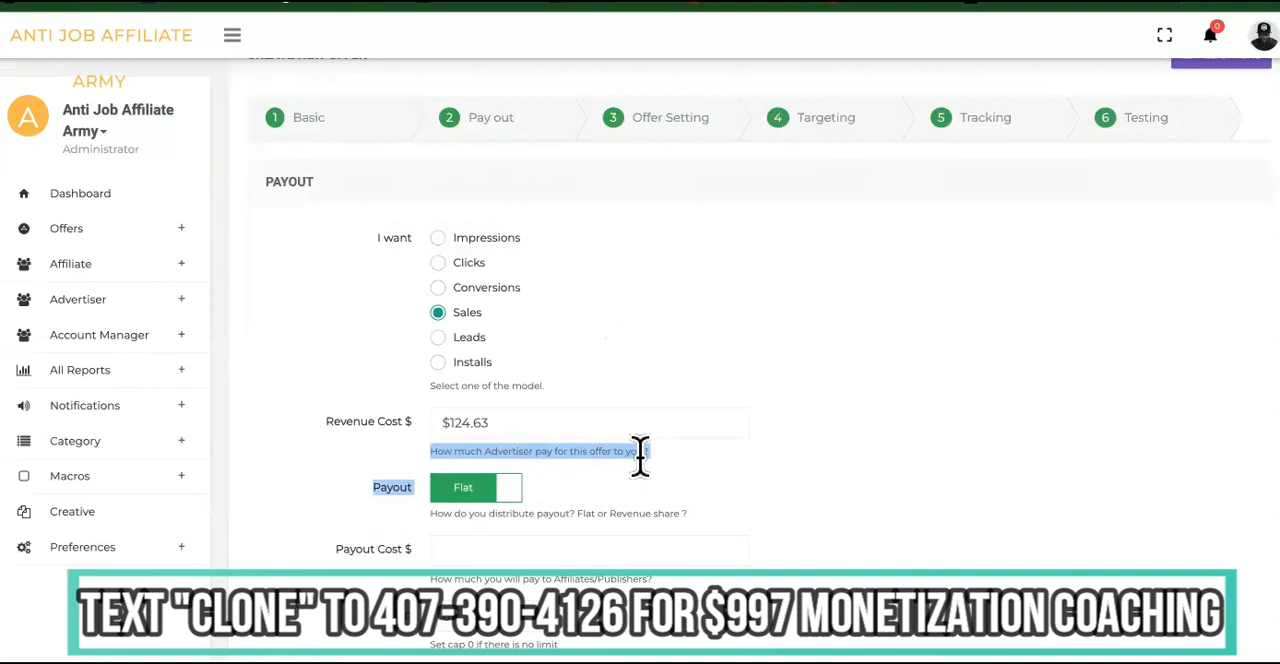 ANTI JOB AFFILIATE
0
ARMY
A
Anti Job Affiliate
Army
Administrator
Dashboard
Offers +
Affiliate +
Advertiser +
Account Manager +
All Reports +
Notifications +
Category +
Macros +
Creative
Preferences +
CREATE NEW OFFER
1 Basic
2 Pay out
3 Offer Setting
4 Targeting
5 Tracking
6 Testing
PAYOUT
I want
Impressions
Clicks
Conversions
Sales
Leads
Installs
Select one of the model.
Revenue Cost $ $124.63
How much Advertiser pay for this offer to you?
Payout Flat
How do you distribute payout? Flat or Revenue share ?
Payout Cost $
How much you will pay to Affiliates/Publishers?
TEXT "CLONE" TO 407-390-4126 FOR $997 MONETIZATION COACHING
Set cap 0 if there is no limit